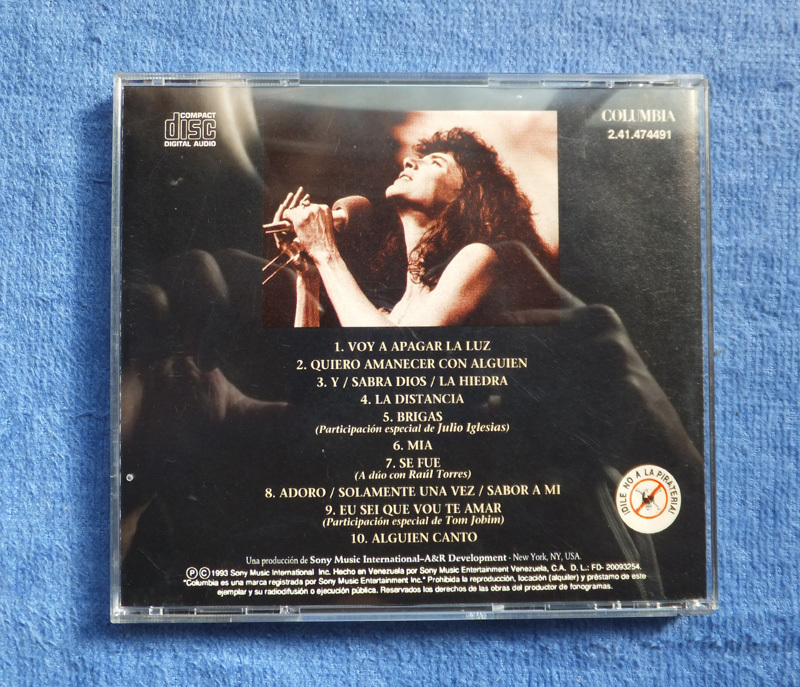 COMPACT
disc
DIGITAL AUDIO
COLUMBIA
2.41.474491
1. VOY A APAGAR LA LUZ
2. QUIERO AMANECER CON ALGUIEN
3. Y / SABRA DIOS / LA HIEDRA
4. LA DISTANCIA
5. BRIGAS
(Participación especial de Julio Iglesias)
6. MIA
7. SE FUE
(A dúo con Raúl Torres)
8. ADORO / SOLAMENTE UNA VEZ / SABOR A MI
9. EU SEI QUE VOU TE AMAR
(Participación especial de Tom Jobim)
10. ALGUIEN CANTO
¡DILE NO A LA PIRATERIA!
Una producción de Sony Music International–A&R Development - New York, NY, USA.
Ⓟ Ⓒ 1993 Sony Music International Inc. Hecho en Venezuela por Sony Music Entertainment Venezuela, C.A. D. L.: FD- 20093254.
"Columbia es una marca registrada por Sony Music Entertainment Inc." Prohibida la reproducción, locación (alquiler) y préstamo de este
ejemplar y su radiodifusión o ejecución pública. Reservados los derechos de las obras del productor de fonogramas.